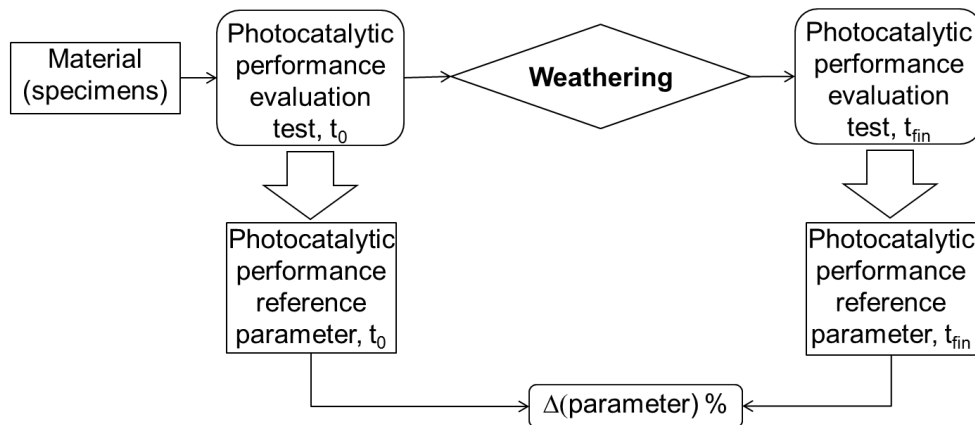 Material
(specimens)
Photocatalytic
performance
evaluation
test, t0
Weathering
Photocatalytic
performance
evaluation
test, tfin
Photocatalytic
performance
reference
parameter, t0
Photocatalytic
performance
reference
parameter, tfin
Δ(parameter) %